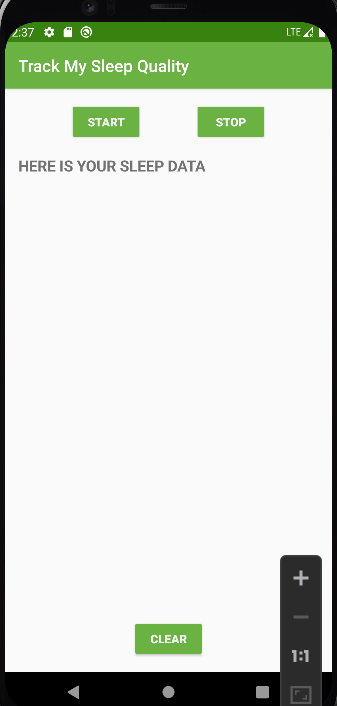 2:37 LTE
Track My Sleep Quality
START STOP
HERE IS YOUR SLEEP DATA
CLEAR
1:1